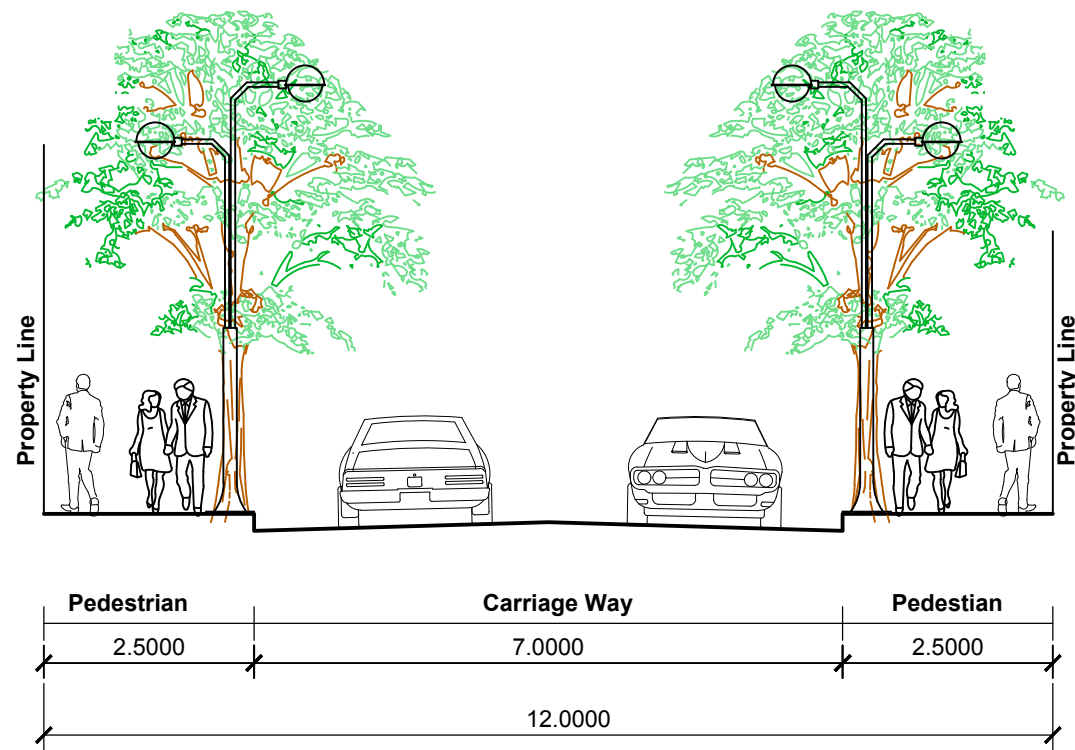 Property Line
Property Line
Pedestrian Carriage Way Pedestian
2.5000 7.0000 2.5000
12.0000